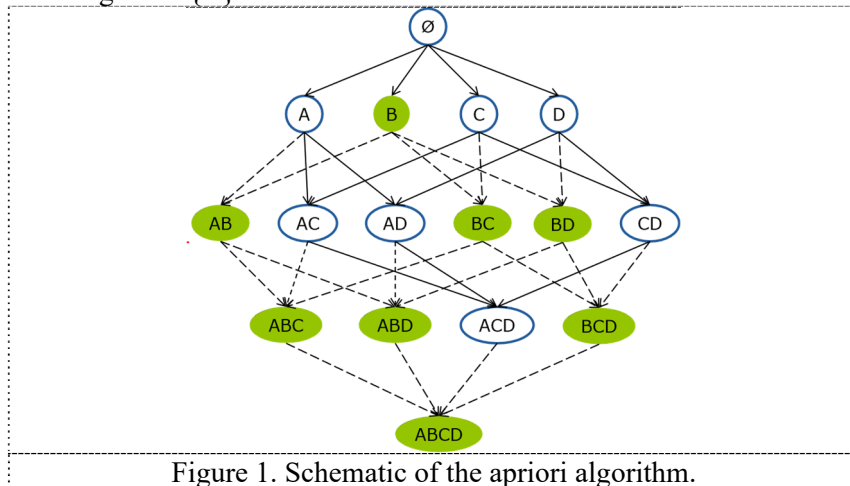 Ø
A B C D
AB AC AD BC BD CD
ABC ABD ACD BCD
ABCD
Figure 1. Schematic of the apriori algorithm.